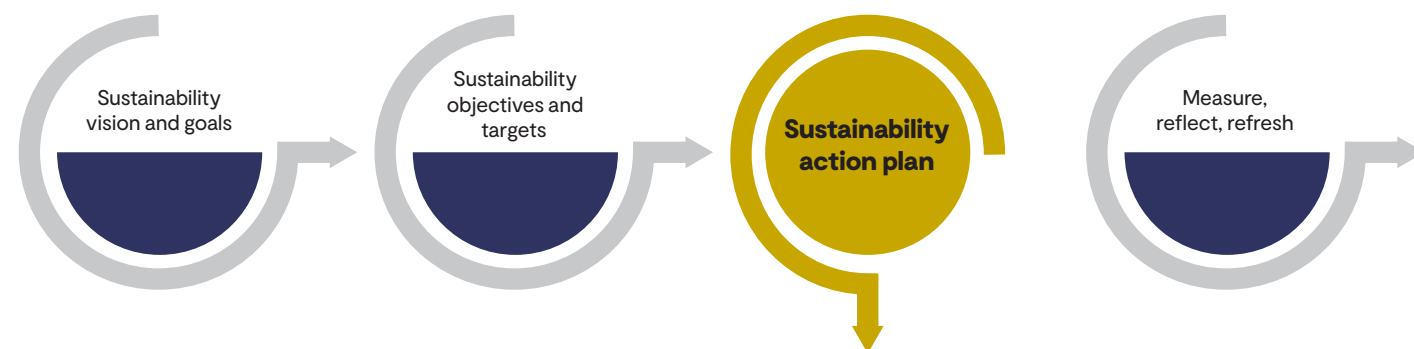 Sustainability
vision and goals
Sustainability
objectives and
targets
Sustainability
action plan
Measure,
reflect, refresh